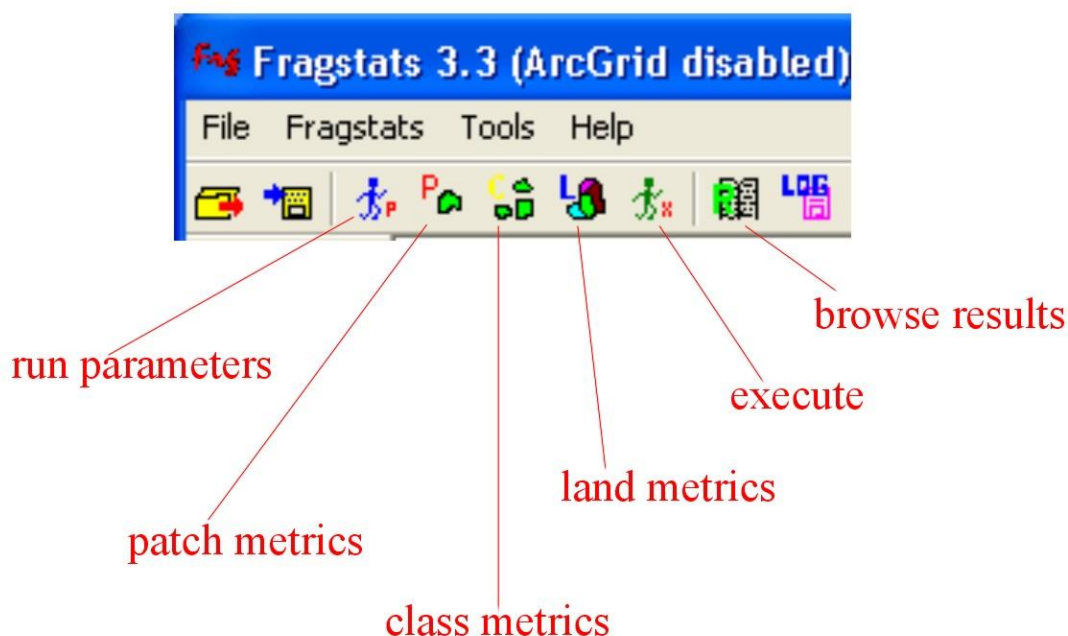 Frag Fragstats 3.3 (ArcGrid disabled)
File Fragstats Tools Help
P P C L x R LOG
browse results
run parameters
execute
land metrics
patch metrics
class metrics